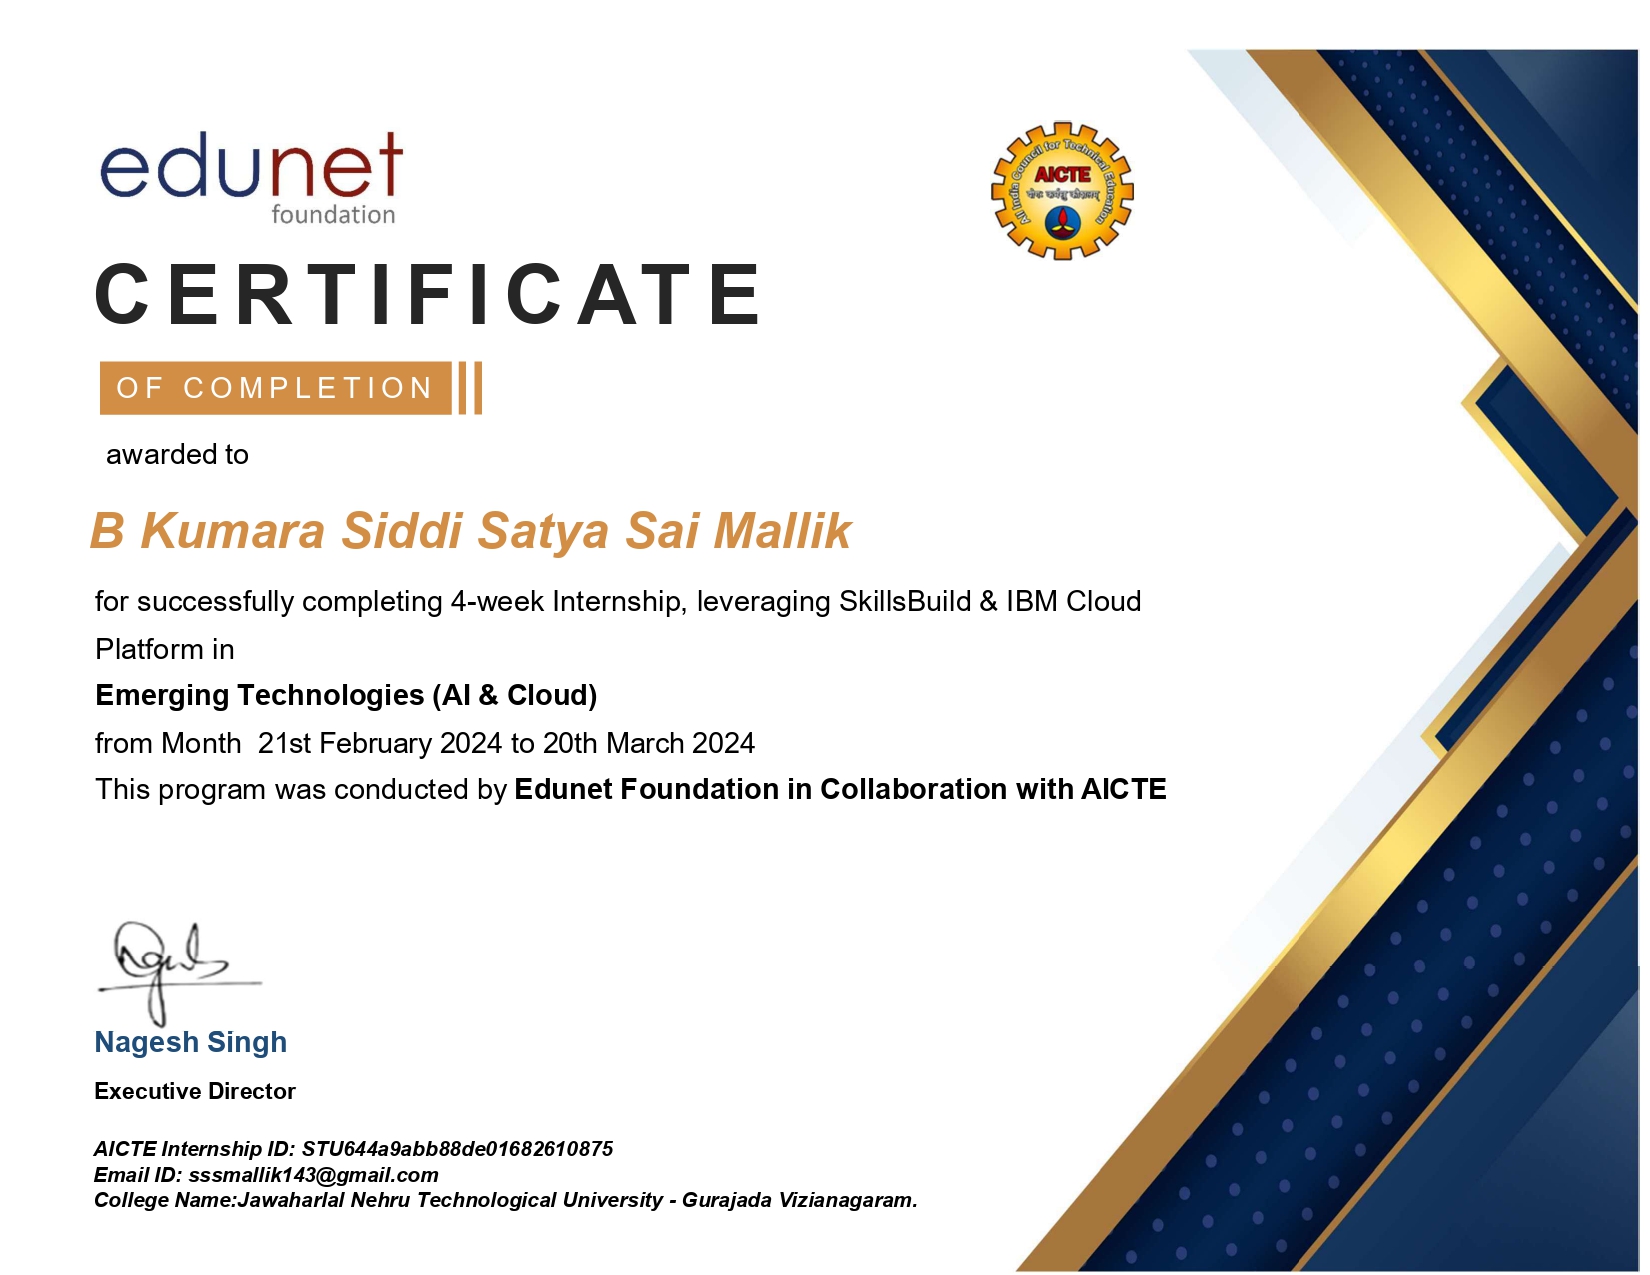 edunet
foundation
All India Council for Technical Education
AICTE
CERTIFICATE
OF COMPLETION
awarded to
B Kumara Siddi Satya Sai Mallik
for successfully completing 4-week Internship, leveraging SkillsBuild & IBM Cloud
Platform in
Emerging Technologies (AI & Cloud)
from Month  21st February 2024 to 20th March 2024
This program was conducted by Edunet Foundation in Collaboration with AICTE
Nagesh Singh
Executive Director
AICTE Internship ID: STU644a9abb88de01682610875
Email ID: sssmallik143@gmail.com
College Name:Jawaharlal Nehru Technological University - Gurajada Vizianagaram.